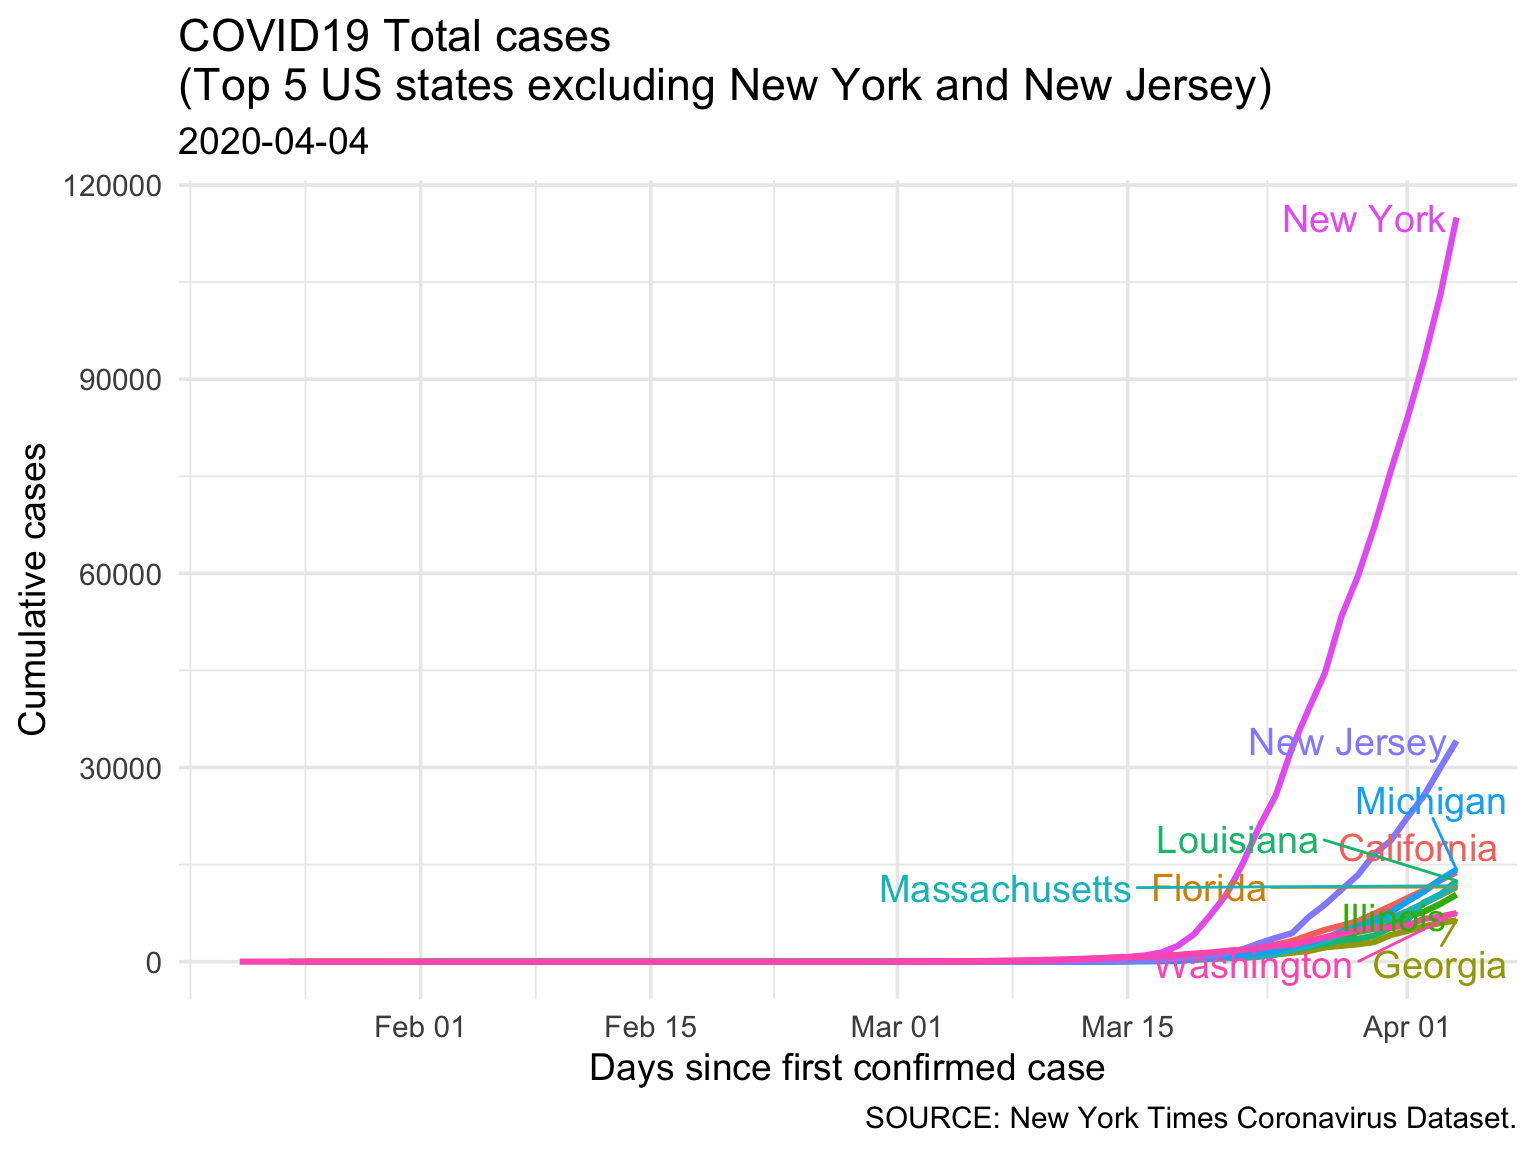 COVID19 Total cases
(Top 5 US states excluding New York and New Jersey)
2020-04-04
120000
90000
60000
30000
0
Cumulative cases
New York
New Jersey
Michigan
Louisiana
California
Massachusetts
Florida
Illinois
Washington
Georgia
Feb 01
Feb 15
Mar 01
Mar 15
Apr 01
Days since first confirmed case
SOURCE: New York Times Coronavirus Dataset.